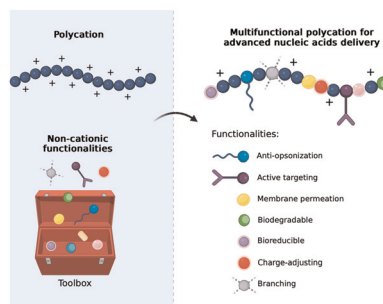 Polycation
Non-cationic
functionalities
Toolbox
Multifunctional polycation for
advanced nucleic acids delivery
Functionalities:
Anti-opsonization
Active targeting
Membrane permeation
Biodegradable
Bioreducible
Charge-adjusting
Branching